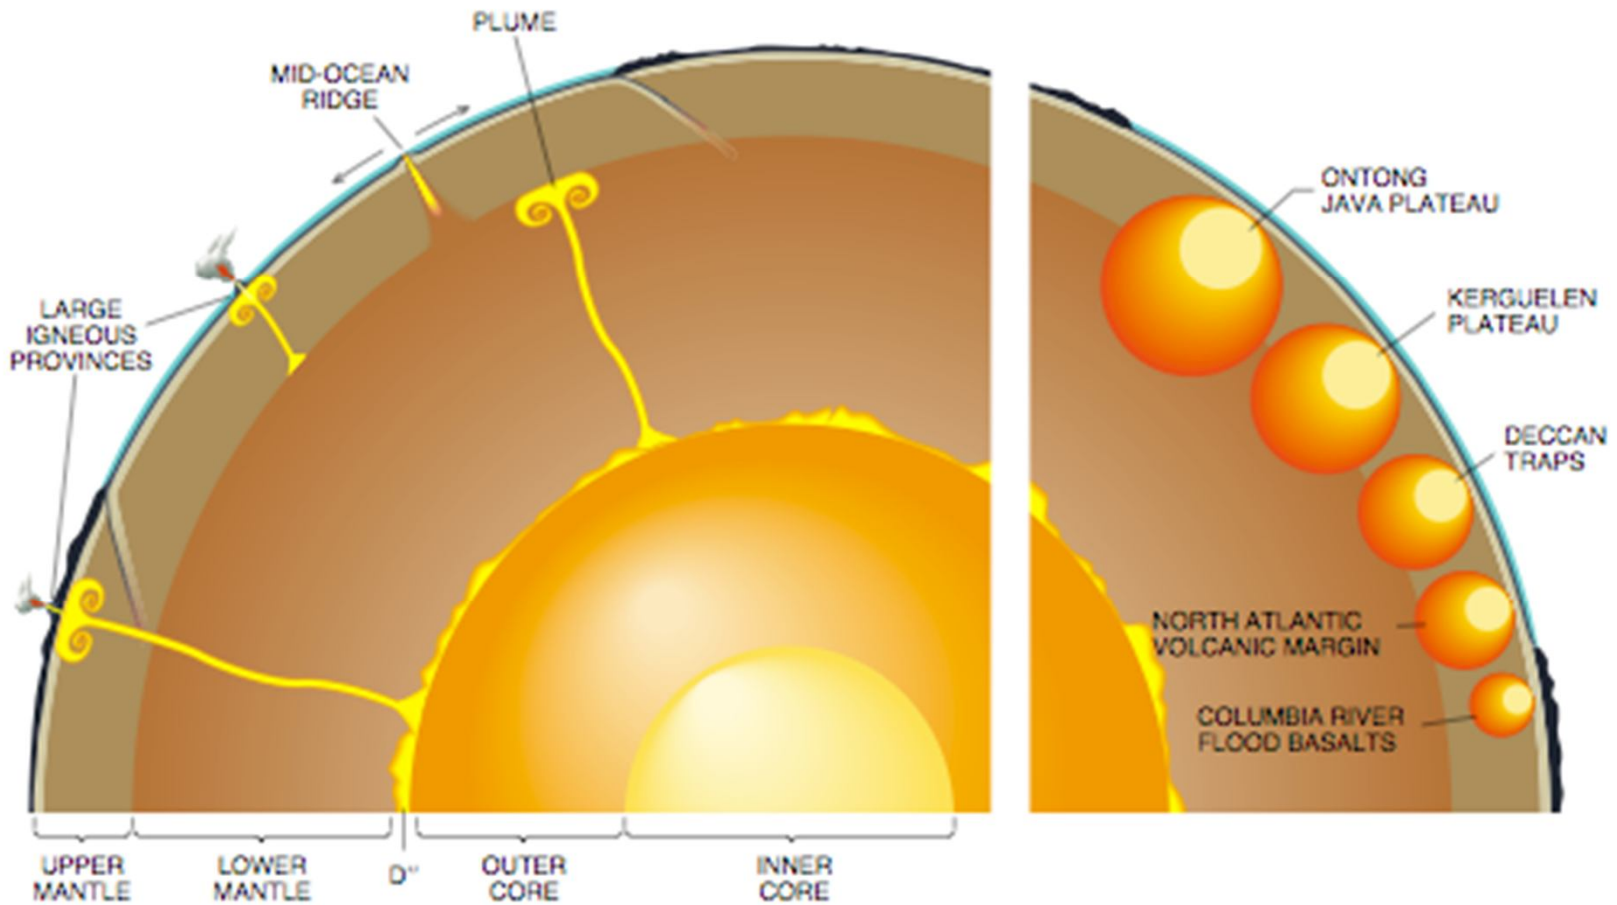 PLUME
MID-OCEAN
RIDGE
LARGE
IGNEOUS
PROVINCES
ONTONG
JAVA PLATEAU
KERGUELEN
PLATEAU
DECCAN
TRAPS
NORTH ATLANTIC
VOLCANIC MARGIN
COLUMBIA RIVER
FLOOD BASALTS
UPPER
MANTLE
LOWER
MANTLE
D"
OUTER
CORE
INNER
CORE